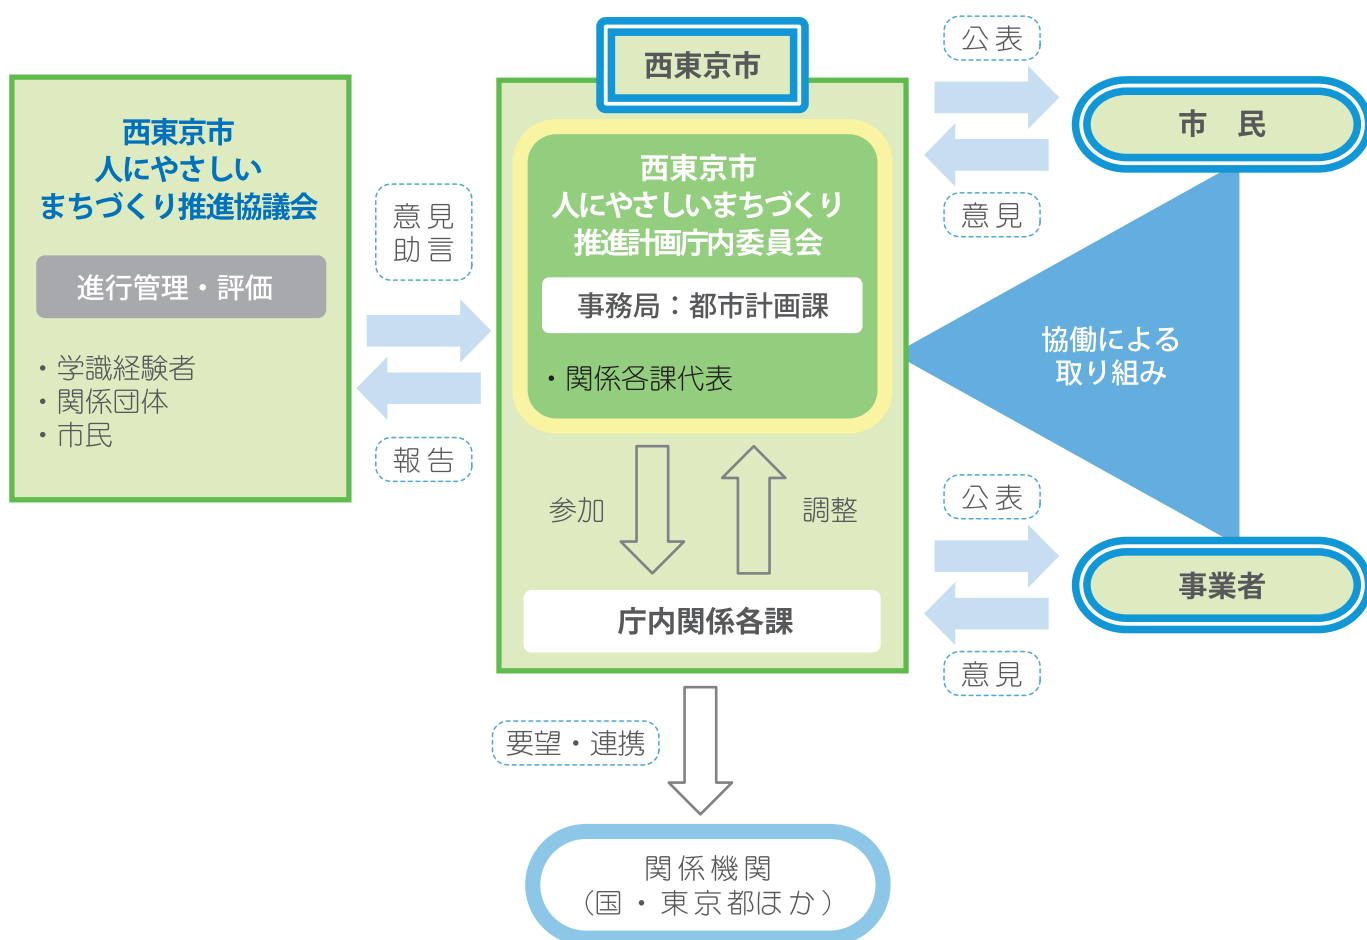 西東京市
人にやさしい
まちづくり推進協議会
進行管理・評価
・学識経験者
・関係団体
・市民
意見
助言
報告
西東京市
西東京市
人にやさしいまちづくり
推進計画庁内委員会
事務局：都市計画課
・関係各課代表
参加
調整
庁内関係各課
要望・連携
関係機関
（国・東京都ほか）
公表
意見
市　民
協働による
取り組み
公表
意見
事業者